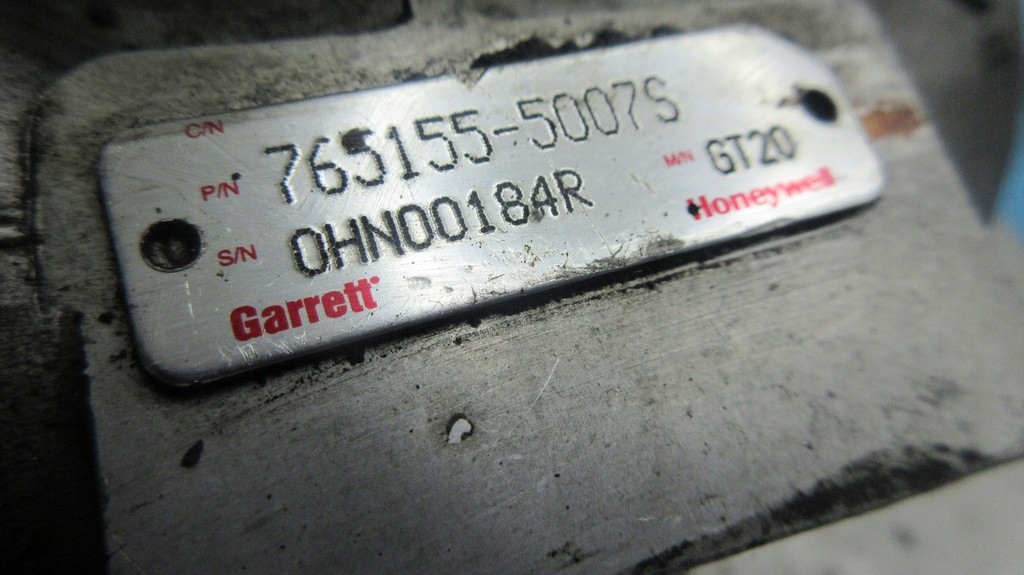 C/N
P/N 765155-5007S M/N GT20
S/N 0HN00184R Honeywell
Garrett